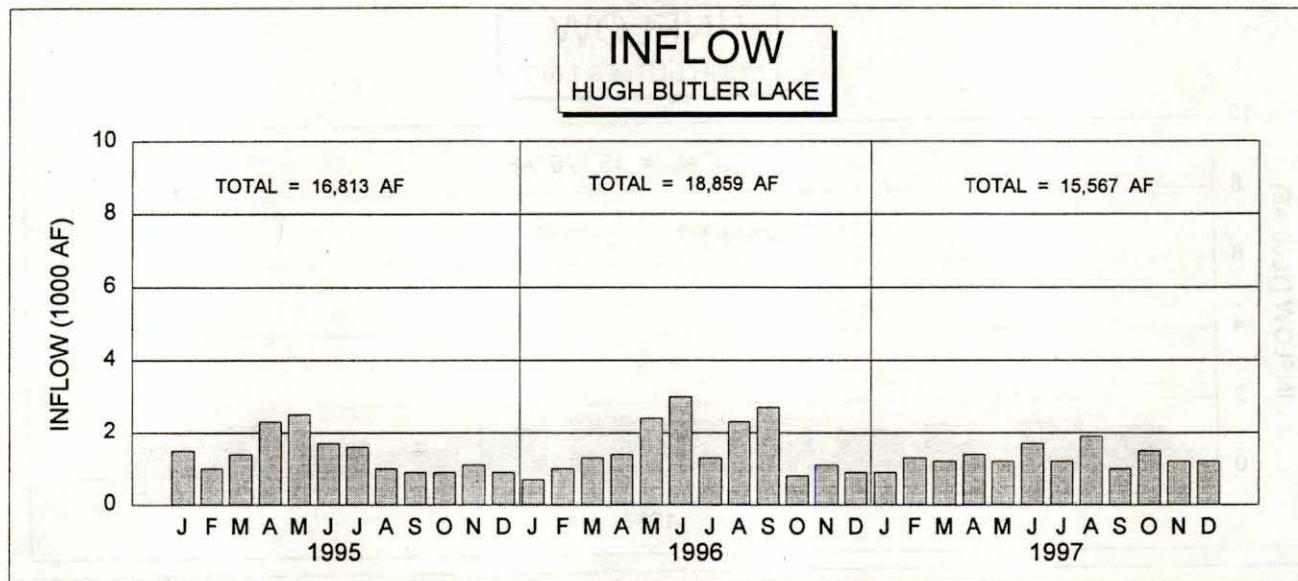 INFLOW
HUGH BUTLER LAKE
TOTAL = 16,813 AF
TOTAL = 18,859 AF
TOTAL = 15,567 AF
INFLOW (1000 AF)
10
8
6
4
2
0
J F M A M J J A S O N D J F M A M J J A S O N D J F M A M J J A S O N D
1995 1996 1997